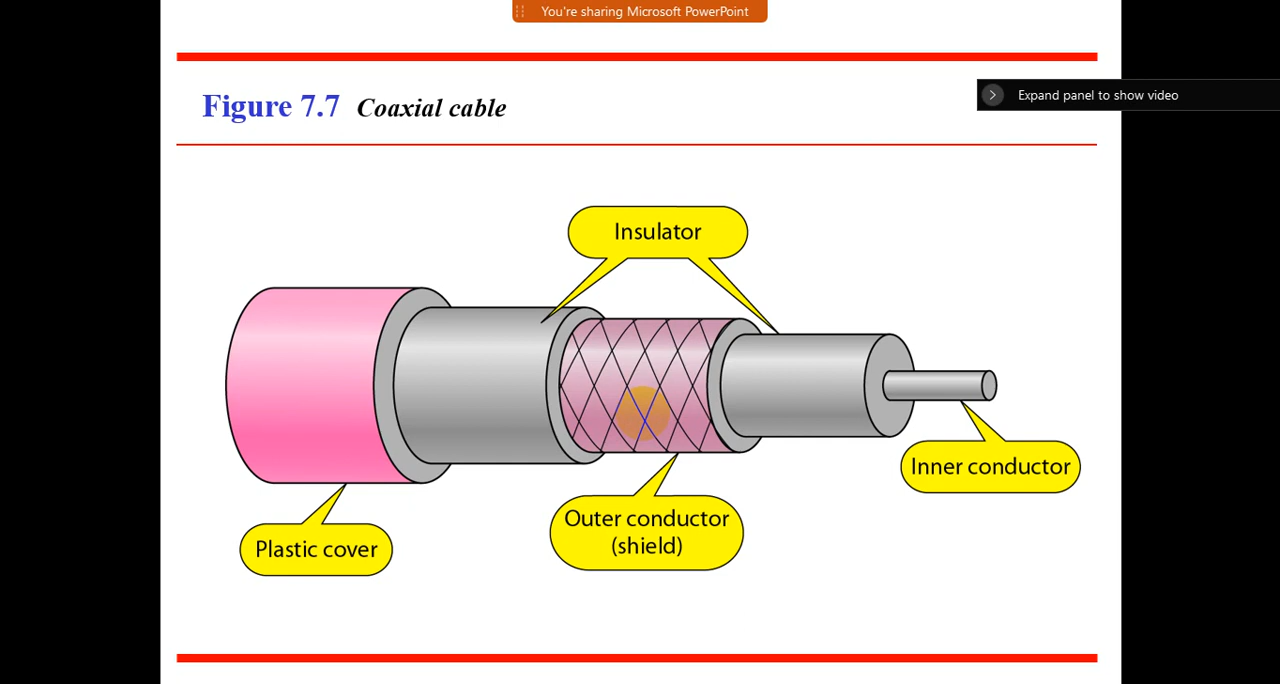 You're sharing Microsoft PowerPoint
Expand panel to show video
Figure 7.7 Coaxial cable
Insulator
Inner conductor
Outer conductor
(shield)
Plastic cover